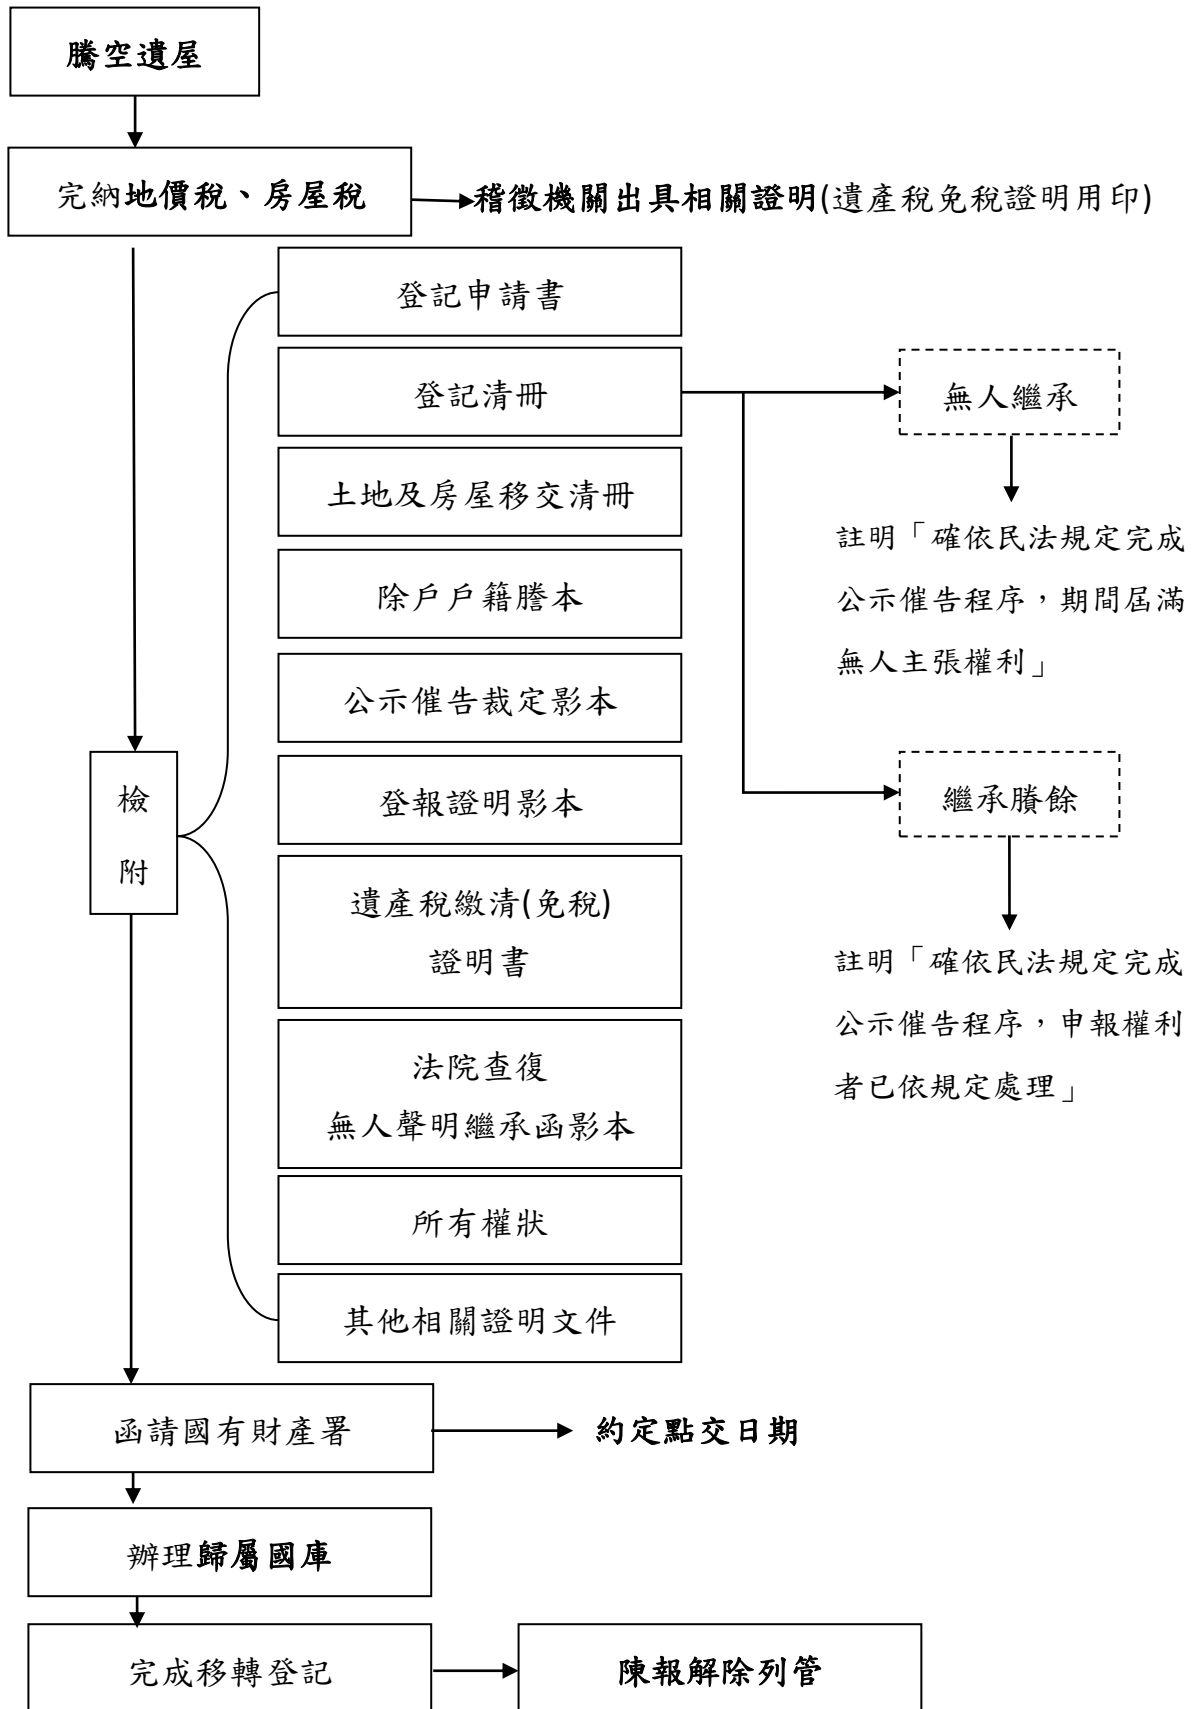 騰空遺屋
完納地價稅、房屋稅
稽徵機關出具相關證明(遺產稅免稅證明用印)
檢
附
登記申請書
登記清冊
土地及房屋移交清冊
除戶戶籍謄本
公示催告裁定影本
登報證明影本
遺產稅繳清(免稅)
證明書
法院查復
無人聲明繼承函影本
所有權狀
其他相關證明文件
無人繼承
註明「確依民法規定完成
公示催告程序，期間屆滿
無人主張權利」
繼承賸餘
註明「確依民法規定完成
公示催告程序，申報權利
者已依規定處理」
函請國有財產署
約定點交日期
辦理歸屬國庫
完成移轉登記
陳報解除列管